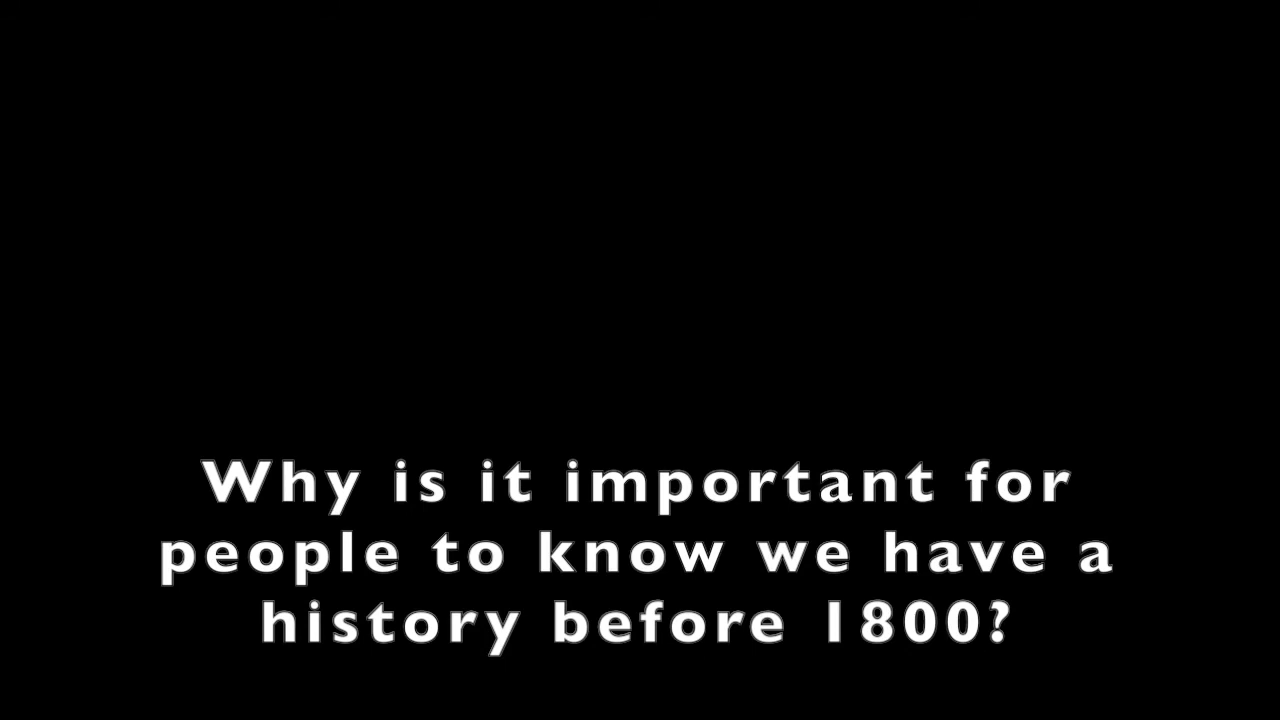 Why is it important for
people to know we have a
history before 1800?